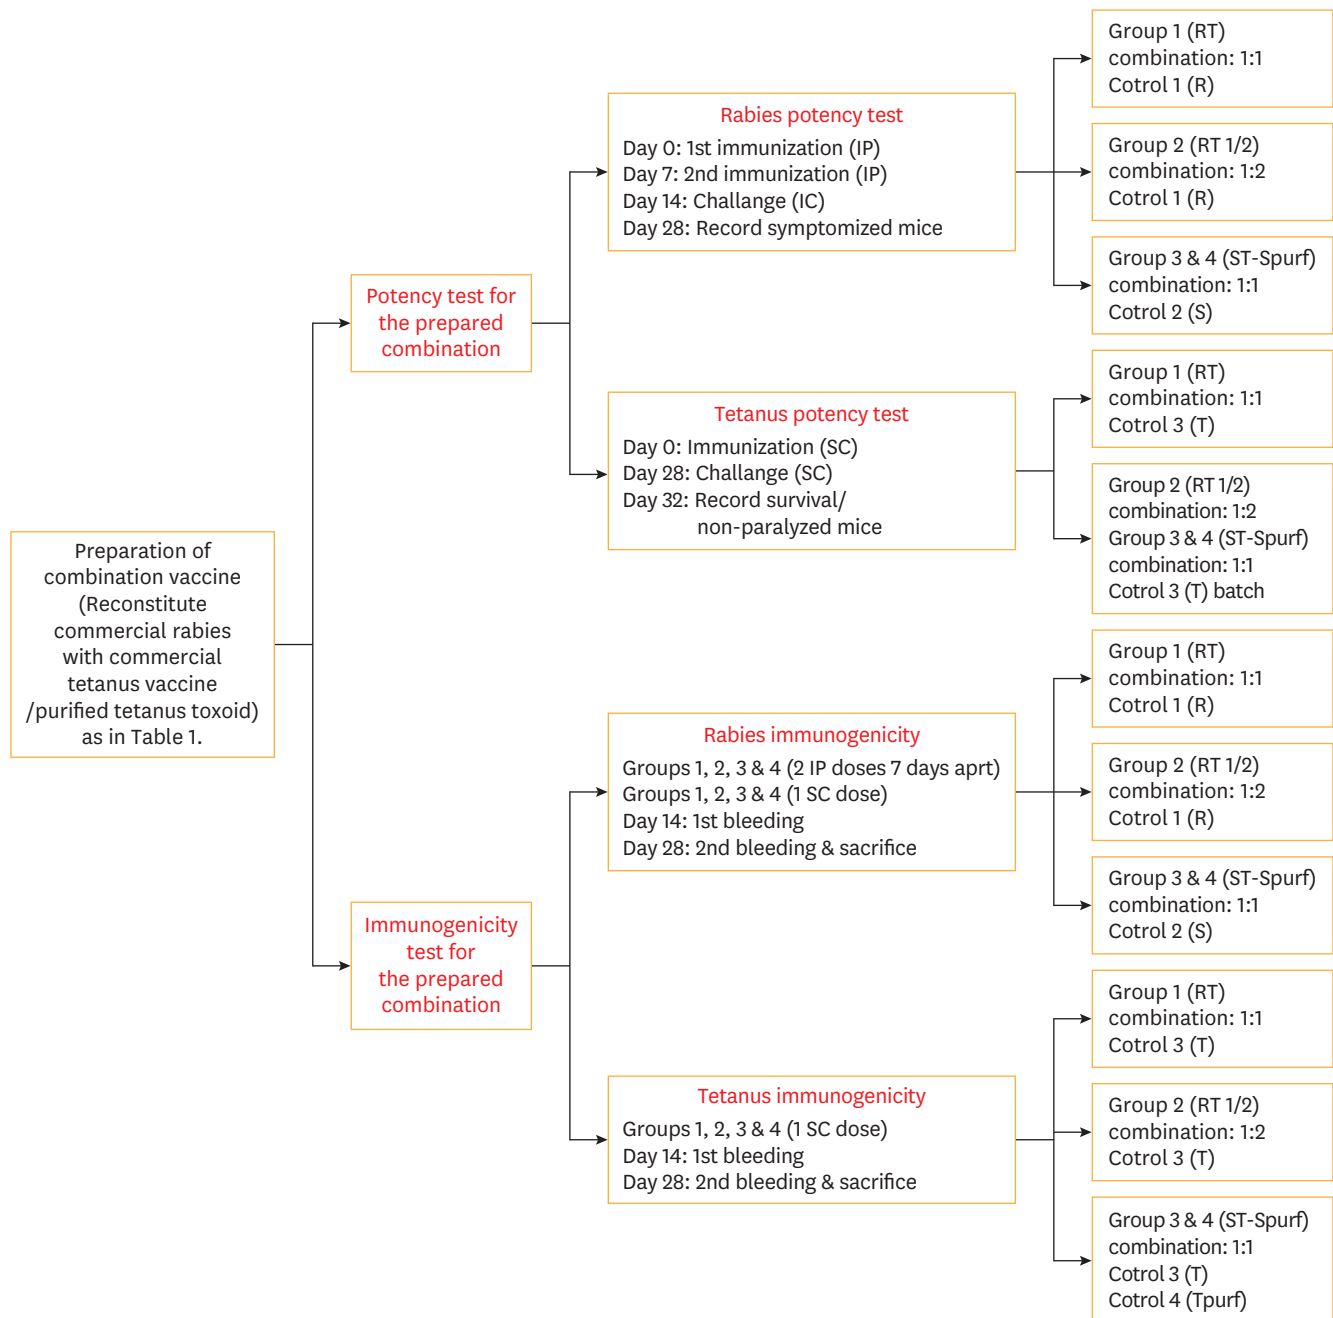 Preparation of
combination vaccine
(Reconstitute
commercial rabies
with commercial
tetanus vaccine
/purified tetanus toxoid)
as in Table 1.
Potency test for
the prepared
combination
Rabies potency test
Day 0: 1st immunization (IP)
Day 7: 2nd immunization (IP)
Day 14: Challange (IC)
Day 28: Record symptomized mice
Group 1 (RT)
combination: 1:1
Cotrol 1 (R)
Group 2 (RT 1/2)
combination: 1:2
Cotrol 1 (R)
Group 3 & 4 (ST-Spurf)
combination: 1:1
Cotrol 2 (S)
Tetanus potency test
Day 0: Immunization (SC)
Day 28: Challange (SC)
Day 32: Record survival/
non-paralyzed mice
Group 1 (RT)
combination: 1:1
Cotrol 3 (T)
Group 2 (RT 1/2)
combination: 1:2
Group 3 & 4 (ST-Spurf)
combination: 1:1
Cotrol 3 (T) batch
Immunogenicity
test for
the prepared
combination
Rabies immunogenicity
Groups 1, 2, 3 & 4 (2 IP doses 7 days aprt)
Groups 1, 2, 3 & 4 (1 SC dose)
Day 14: 1st bleeding
Day 28: 2nd bleeding & sacrifice
Group 1 (RT)
combination: 1:1
Cotrol 1 (R)
Group 2 (RT 1/2)
combination: 1:2
Cotrol 1 (R)
Group 3 & 4 (ST-Spurf)
combination: 1:1
Cotrol 2 (S)
Tetanus immunogenicity
Groups 1, 2, 3 & 4 (1 SC dose)
Day 14: 1st bleeding
Day 28: 2nd bleeding & sacrifice
Group 1 (RT)
combination: 1:1
Cotrol 3 (T)
Group 2 (RT 1/2)
combination: 1:2
Cotrol 3 (T)
Group 3 & 4 (ST-Spurf)
combination: 1:1
Cotrol 3 (T)
Cotrol 4 (Tpurf)